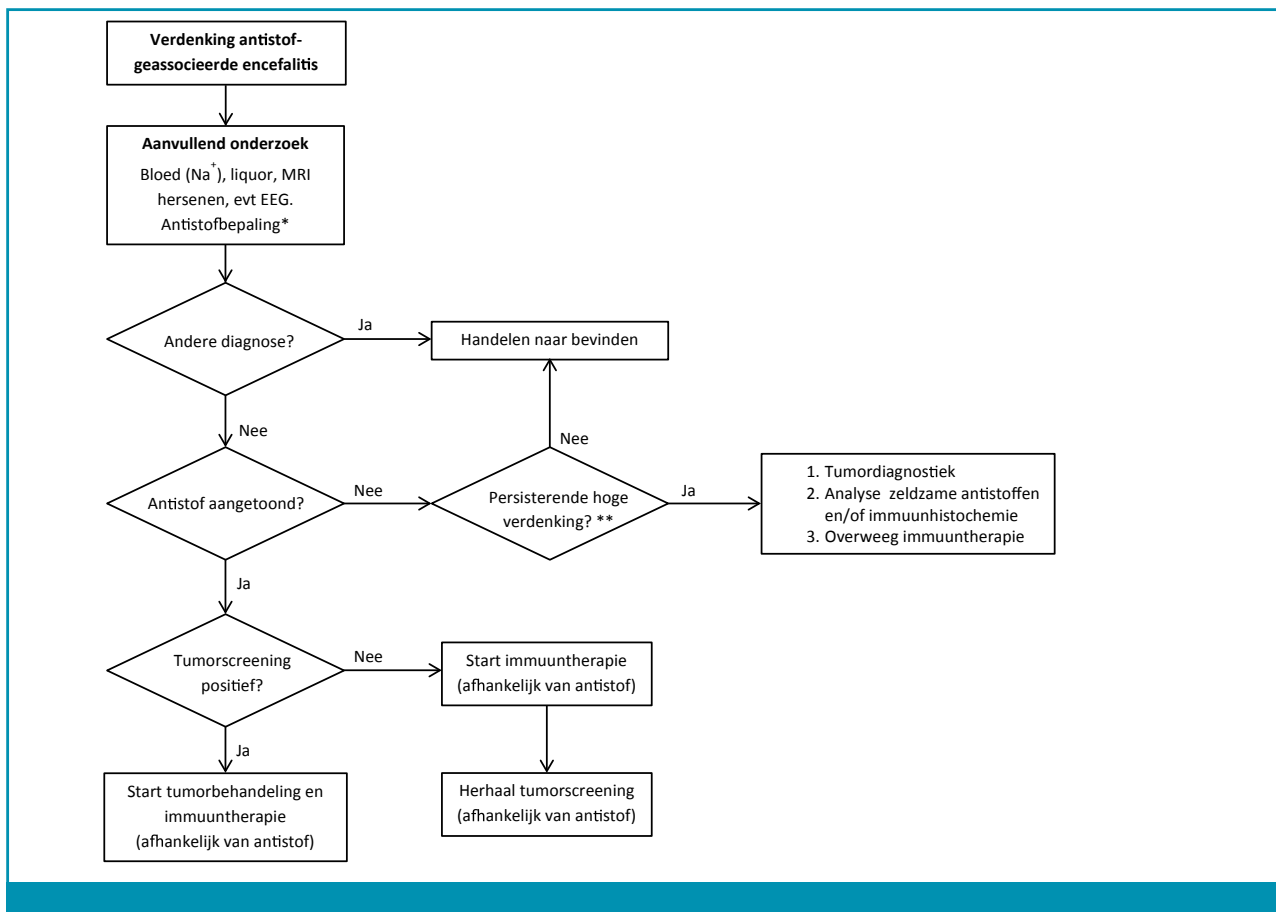 Verdenking antistof-
geassocieerde encefalitis
Aanvullend onderzoek
Bloed (Na⁺), liquor, MRI
hersenen, evt EEG.
Antistofbepaling*
Andere diagnose?
Ja
Handelen naar bevinden
Nee
Nee
Antistof aangetoond?
Nee
Persisterende hoge
verdenking? **
Ja
1. Tumordiagnostiek
2. Analyse zeldzame antistoffen
en/of immuunhistochemie
3. Overweeg immuuntherapie
Ja
Tumorscreening
positief?
Nee
Start immuuntherapie
(afhankelijk van antistof)
Ja
Start tumorbehandeling en
immuuntherapie
(afhankelijk van antistof)
Herhaal tumorscreening
(afhankelijk van antistof)